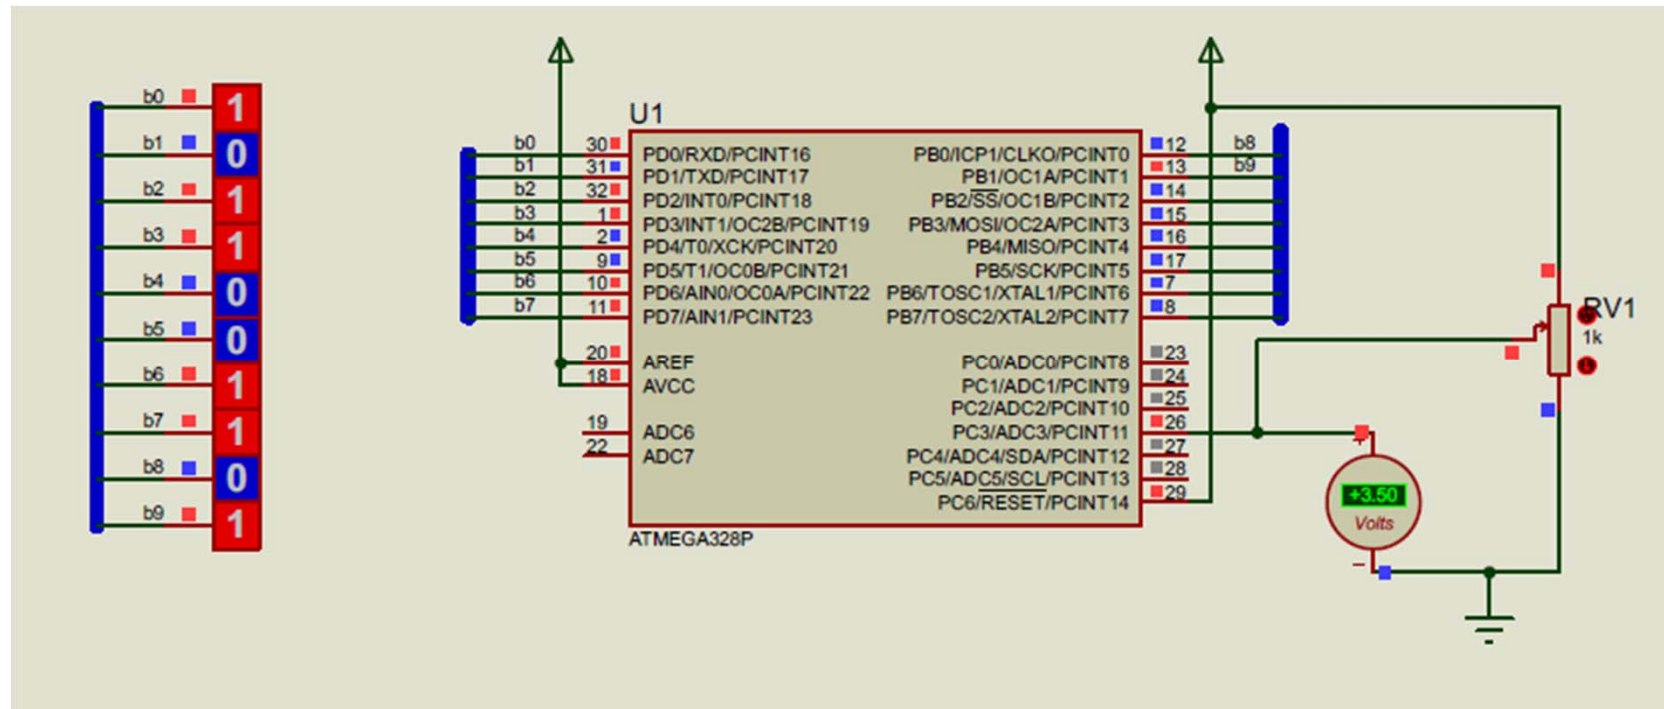 b0 1
b1 0
b2 1
b3 1
b4 0
b5 0
b6 1
b7 1
b8 0
b9 1
U1
b0 30 PD0/RXD/PCINT16
b1 31 PD1/TXD/PCINT17
b2 32 PD2/INT0/PCINT18
b3 1 PD3/INT1/OC2B/PCINT19
b4 2 PD4/T0/XCK/PCINT20
b5 9 PD5/T1/OC0B/PCINT21
b6 10 PD6/AIN0/OC0A/PCINT22
b7 11 PD7/AIN1/PCINT23
20 AREF
18 AVCC
19 ADC6
22 ADC7
PB0/ICP1/CLKO/PCINT0 12 b8
PB1/OC1A/PCINT1 13 b9
PB2/SS/OC1B/PCINT2 14
PB3/MOSI/OC2A/PCINT3 15
PB4/MISO/PCINT4 16
PB5/SCK/PCINT5 17
PB6/TOSC1/XTAL1/PCINT6 7
PB7/TOSC2/XTAL2/PCINT7 8
PC0/ADC0/PCINT8 23
PC1/ADC1/PCINT9 24
PC2/ADC2/PCINT10 25
PC3/ADC3/PCINT11 26
PC4/ADC4/SDA/PCINT12 27
PC5/ADC5/SCL/PCINT13 28
PC6/RESET/PCINT14 29
ATMEGA328P
RV1
1k
+
+3.50
Volts
−